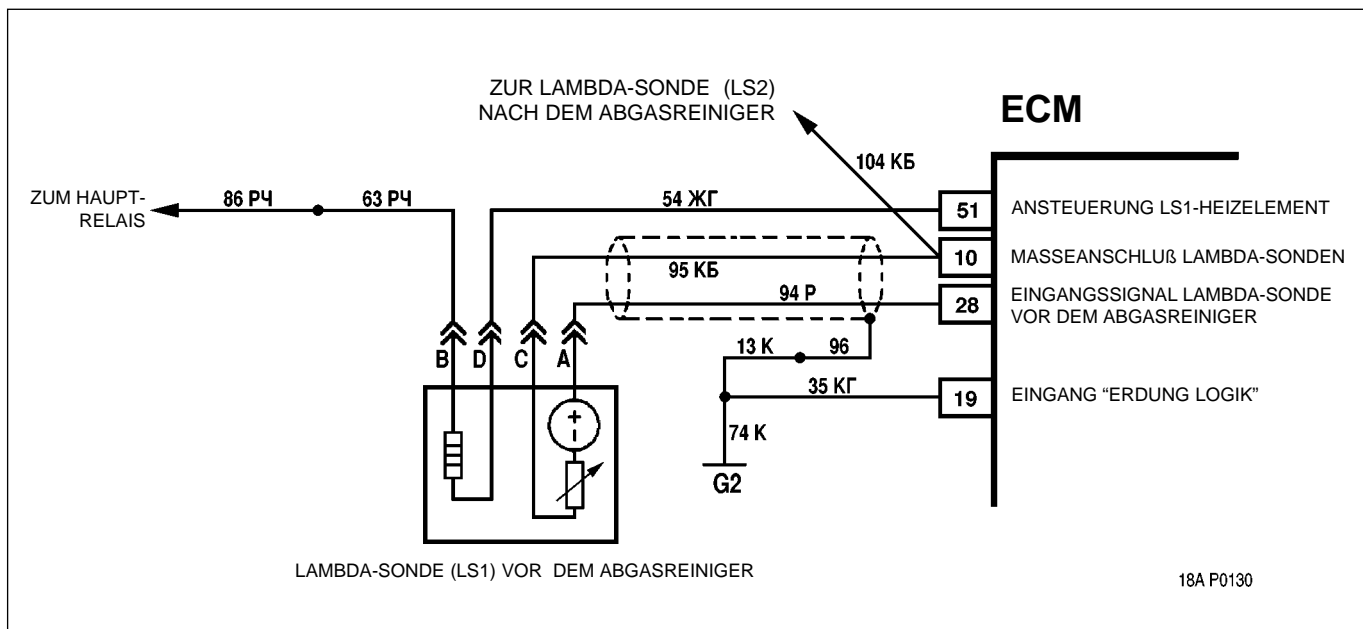 ZUR LAMBDA-SONDE (LS2)
NACH DEM ABGASREINIGER
ECM
104 КБ
ZUM HAUPT-
RELAIS
86 РЧ
63 РЧ
54 ЖГ
51
ANSTEUERUNG LS1-HEIZELEMENT
95 КБ
10
MASSEANSCHLUß LAMBDA-SONDEN
94 Р
28
EINGANGSSIGNAL LAMBDA-SONDE
VOR DEM ABGASREINIGER
B
D
C
A
13 К
96
35 КГ
19
EINGANG “ERDUNG LOGIK”
74 К
G2
+
–
LAMBDA-SONDE (LS1) VOR DEM ABGASREINIGER
18A P0130